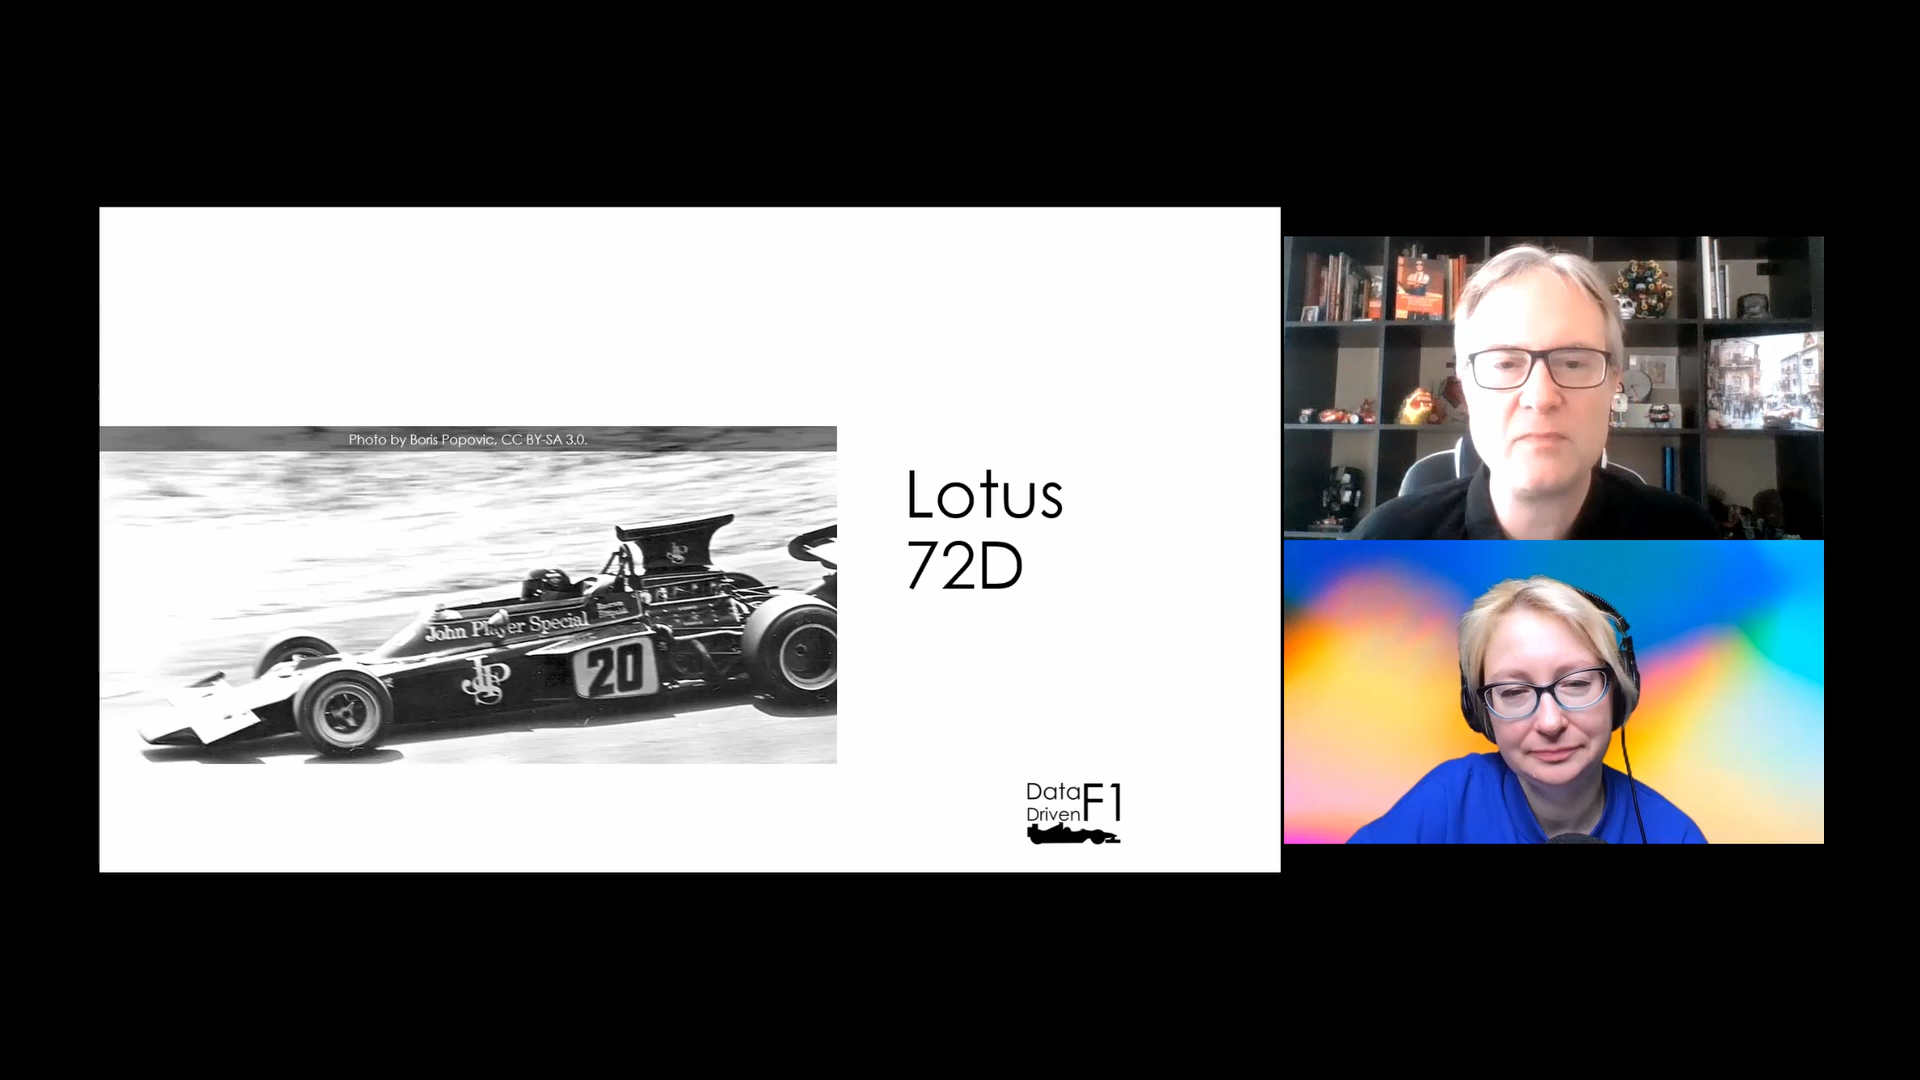 Photo by Boris Popovic, CC BY-SA 3.0.
Lotus
72D
John Player Special
JPS
20
Data
Driven
F1